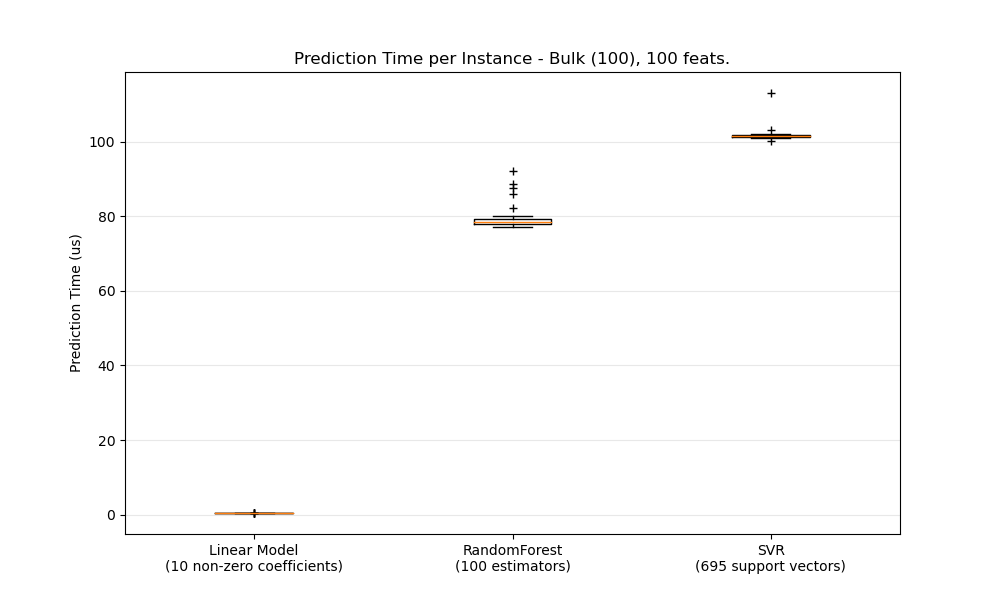 Prediction Time per Instance - Bulk (100), 100 feats.
Prediction Time (us)
100
80
60
40
20
0
Linear Model
(10 non-zero coefficients)
RandomForest
(100 estimators)
SVR
(695 support vectors)